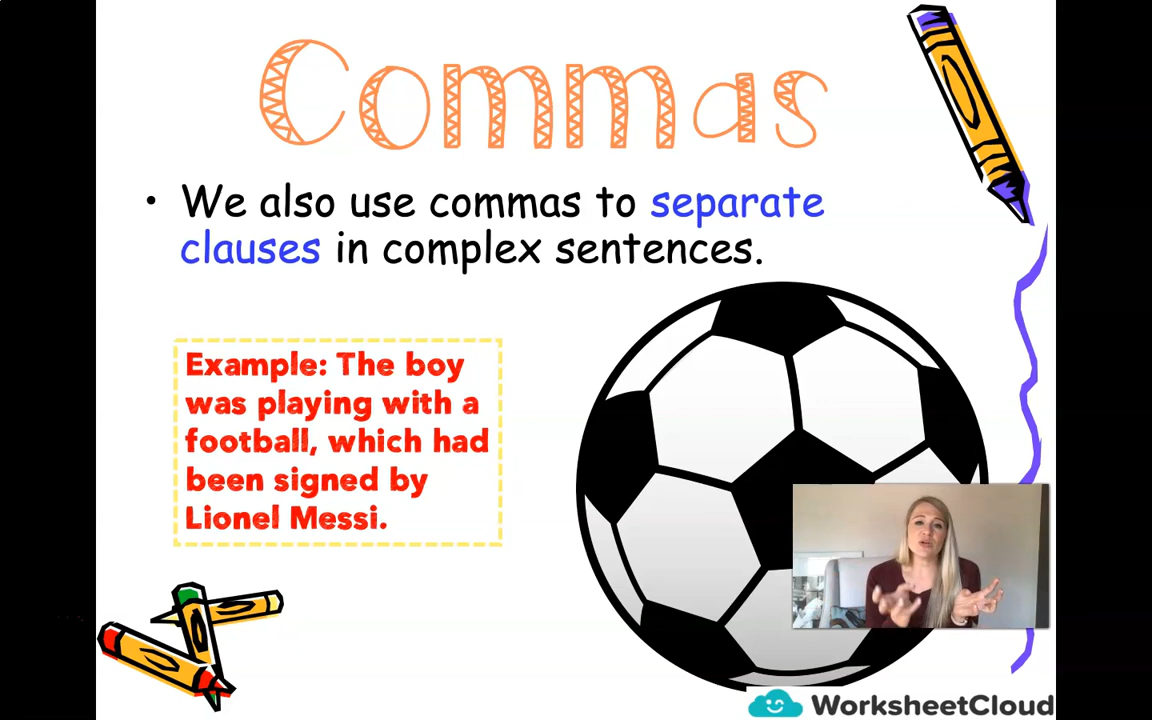 Commas
• We also use commas to separate
clauses in complex sentences.
Example: The boy
was playing with a
football, which had
been signed by
Lionel Messi.
WorksheetCloud